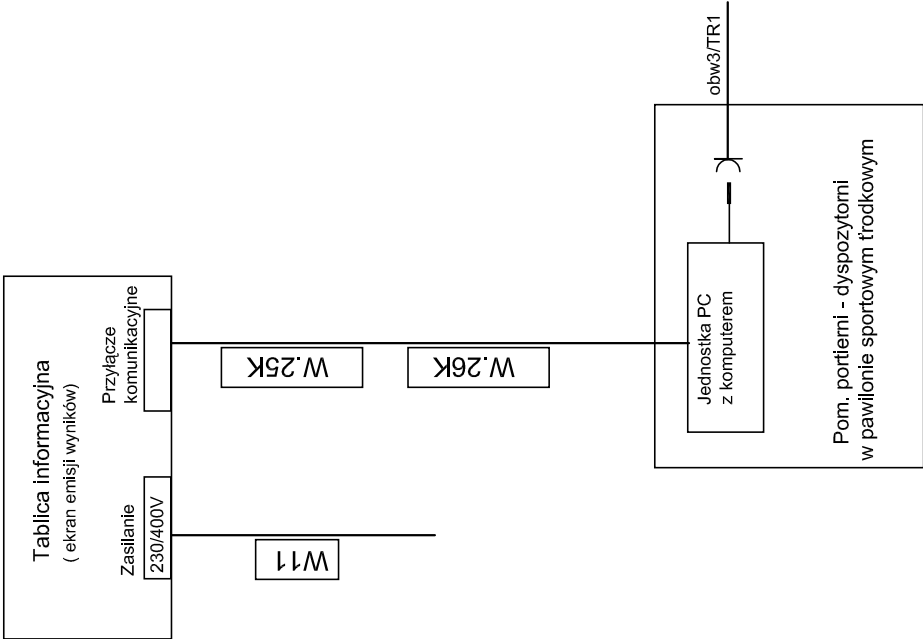 Tablica informacyjna
( ekran emisji wyników)
Zasilanie
230/400V
Przyłącze
komunikacyjne
W11
W.25K
W.26K
Jednostka PC
z komputerem
obw3/TR1
Pom. portierni - dyspozytorni
w pawilonie sportowym t'rodkowym